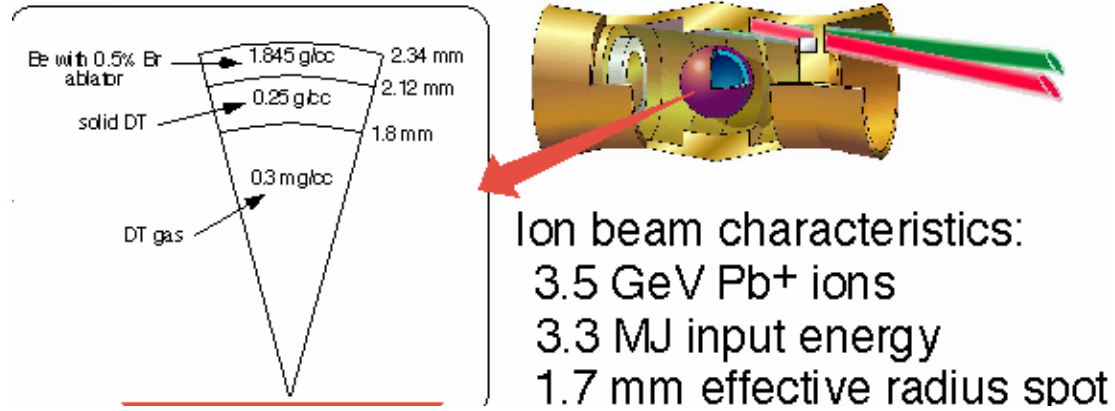 Be with 0.5% Br
ablator
1.845 g/cc
2.34 mm
2.12 mm
0.25 g/cc
solid DT
1.8 mm
0.3 mg/cc
DT gas
Ion beam characteristics:
3.5 GeV Pb+ ions
3.3 MJ input energy
1.7 mm effective radius spot